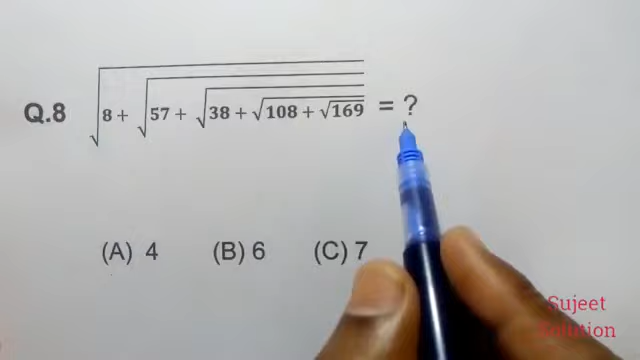 Q.8 √8 + √57 + √38 + √108 + √169 = ?
(A) 4 (B) 6 (C) 7
Sujeet
Solution